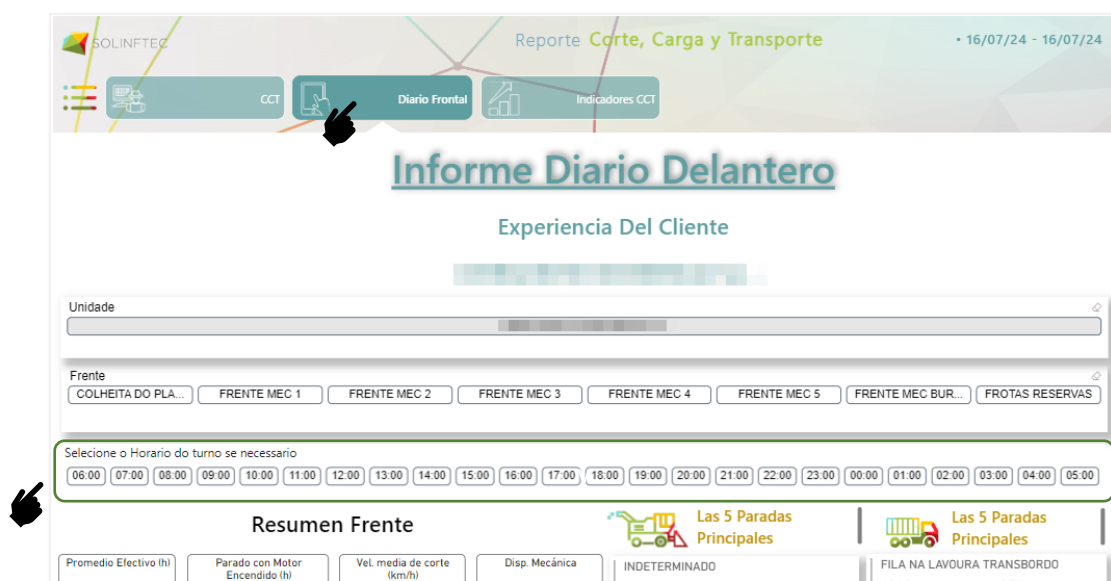 SOLINFTEC
Reporte Corte, Carga y Transporte
• 16/07/24 - 16/07/24
CCT
Diario Frontal
Indicadores CCT
Informe Diario Delantero
Experiencia Del Cliente
Unidade
Frente
COLHEITA DO PLA... FRENTE MEC 1 FRENTE MEC 2 FRENTE MEC 3 FRENTE MEC 4 FRENTE MEC 5 FRENTE MEC BUR... FROTAS RESERVAS
Selecione o Horario do turno se necessario
06:00 07:00 08:00 09:00 10:00 11:00 12:00 13:00 14:00 15:00 16:00 17:00 18:00 19:00 20:00 21:00 22:00 23:00 00:00 01:00 02:00 03:00 04:00 05:00
Resumen Frente
Las 5 Paradas
Principales
Las 5 Paradas
Principales
Promedio Efectivo (h)
Parado con Motor
Encendido (h)
Vel. media de corte
(km/h)
Disp. Mecánica
INDETERMINADO
FILA NA LAVOURA TRANSBORDO